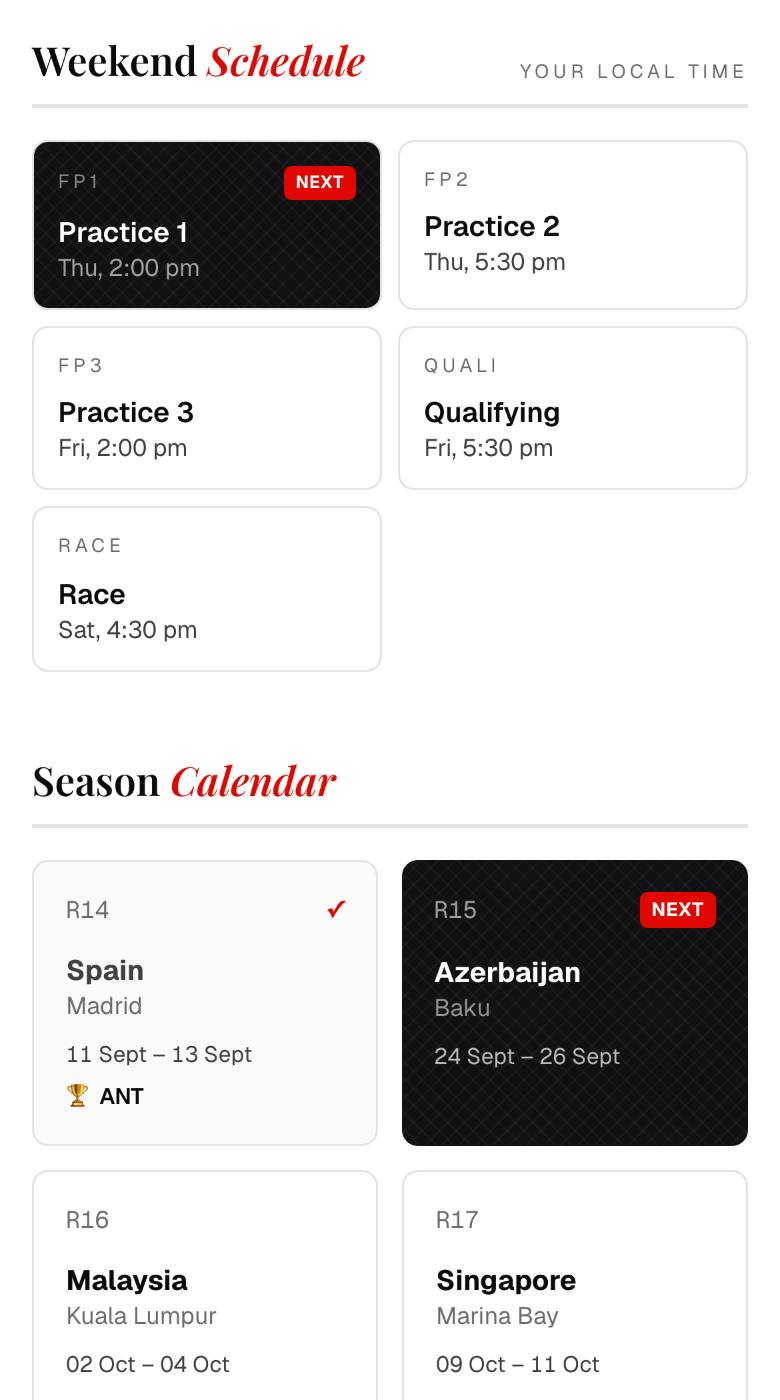 Weekend Schedule
YOUR LOCAL TIME
FP1
NEXT
Practice 1
Thu, 2:00 pm
FP2
Practice 2
Thu, 5:30 pm
FP3
Practice 3
Fri, 2:00 pm
QUALI
Qualifying
Fri, 5:30 pm
RACE
Race
Sat, 4:30 pm
Season Calendar
R14
✓
Spain
Madrid
11 Sept – 13 Sept
🏆 ANT
R15
NEXT
Azerbaijan
Baku
24 Sept – 26 Sept
R16
Malaysia
Kuala Lumpur
02 Oct – 04 Oct
R17
Singapore
Marina Bay
09 Oct – 11 Oct